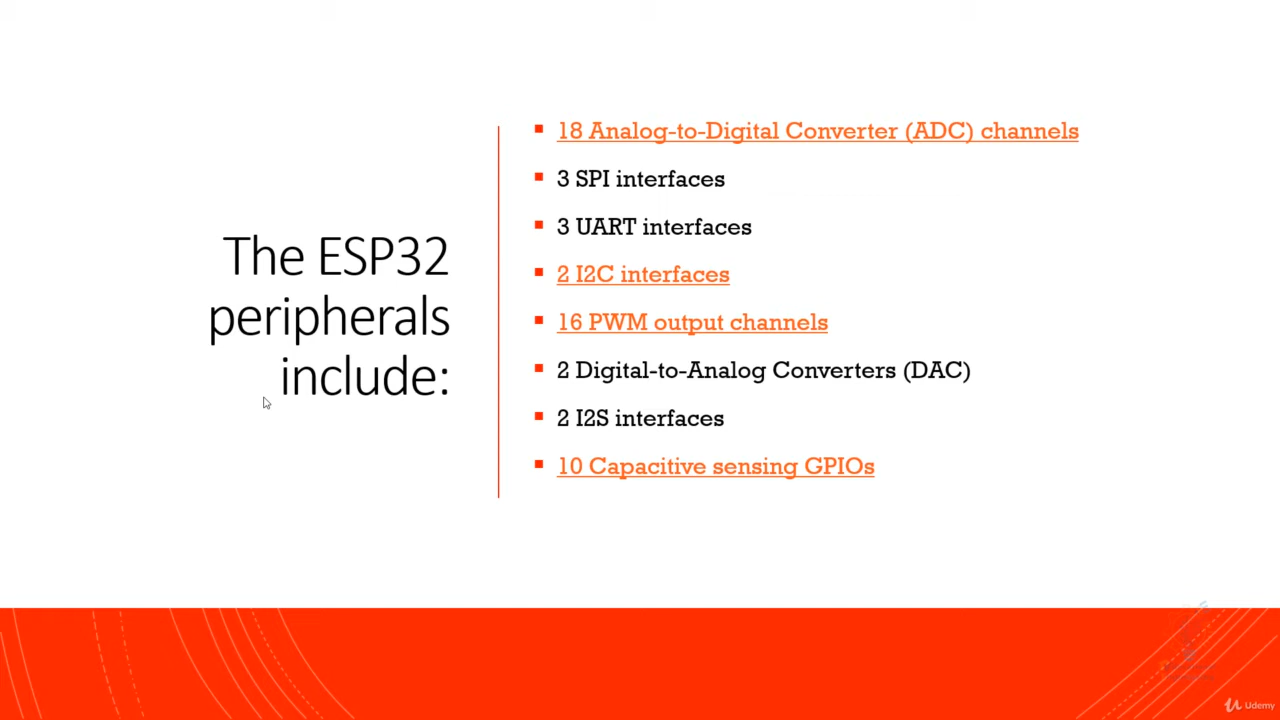 The ESP32
peripherals
include:
18 Analog-to-Digital Converter (ADC) channels
3 SPI interfaces
3 UART interfaces
2 I2C interfaces
16 PWM output channels
2 Digital-to-Analog Converters (DAC)
2 I2S interfaces
10 Capacitive sensing GPIOs
Udemy